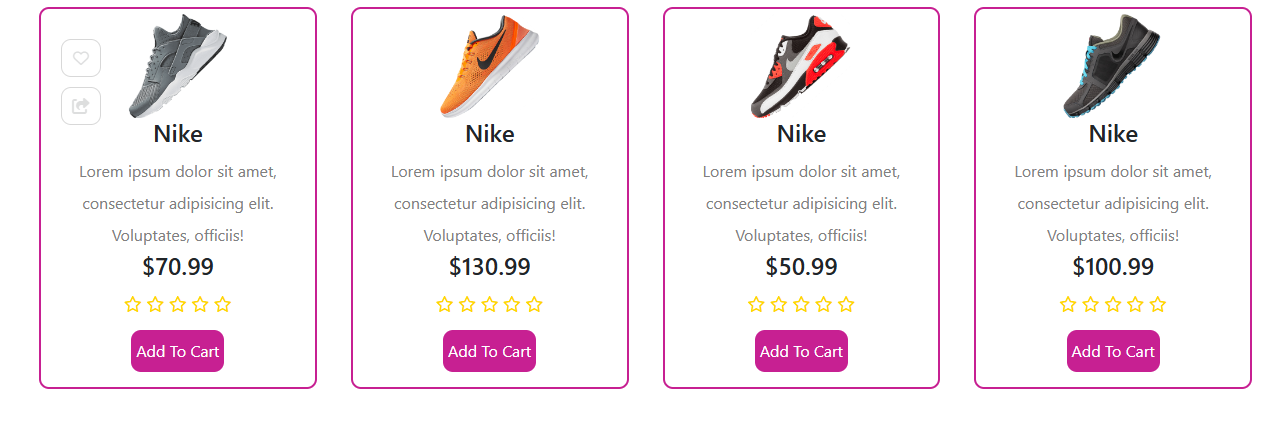 Nike
Lorem ipsum dolor sit amet,
consectetur adipisicing elit.
Voluptates, officiis!
$70.99
Add To Cart
Nike
Lorem ipsum dolor sit amet,
consectetur adipisicing elit.
Voluptates, officiis!
$130.99
Add To Cart
Nike
Lorem ipsum dolor sit amet,
consectetur adipisicing elit.
Voluptates, officiis!
$50.99
Add To Cart
Nike
Lorem ipsum dolor sit amet,
consectetur adipisicing elit.
Voluptates, officiis!
$100.99
Add To Cart